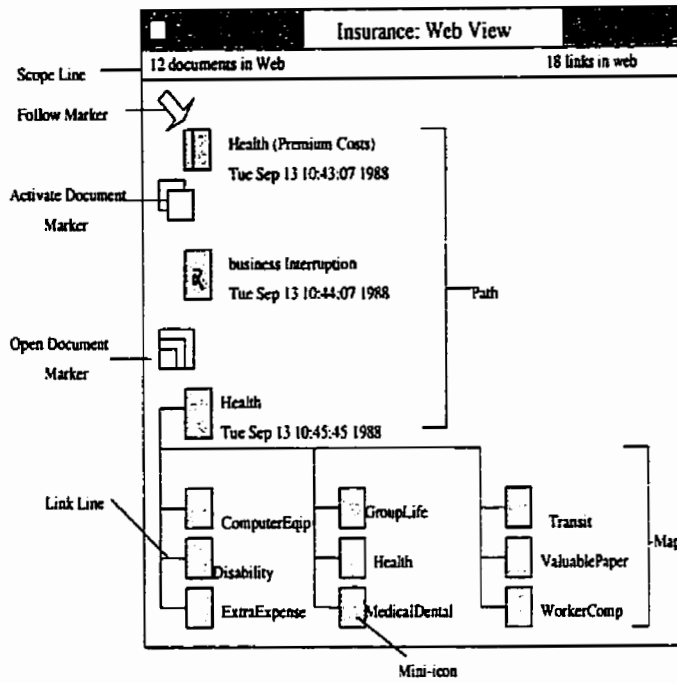 Insurance: Web View
12 documents in Web 18 links in web
Scope Line
Follow Marker
Health (Premium Costs)
Tue Sep 13 10:43:07 1988
Activate Document
Marker
business Interruption
Tue Sep 13 10:44:07 1988
Path
Open Document
Marker
Health
Tue Sep 13 10:45:45 1988
Link Line
ComputerEqip GroupLife Transit
Map
Disability Health ValuablePaper
ExtraExpense MedicalDental WorkerComp
Mini-icon